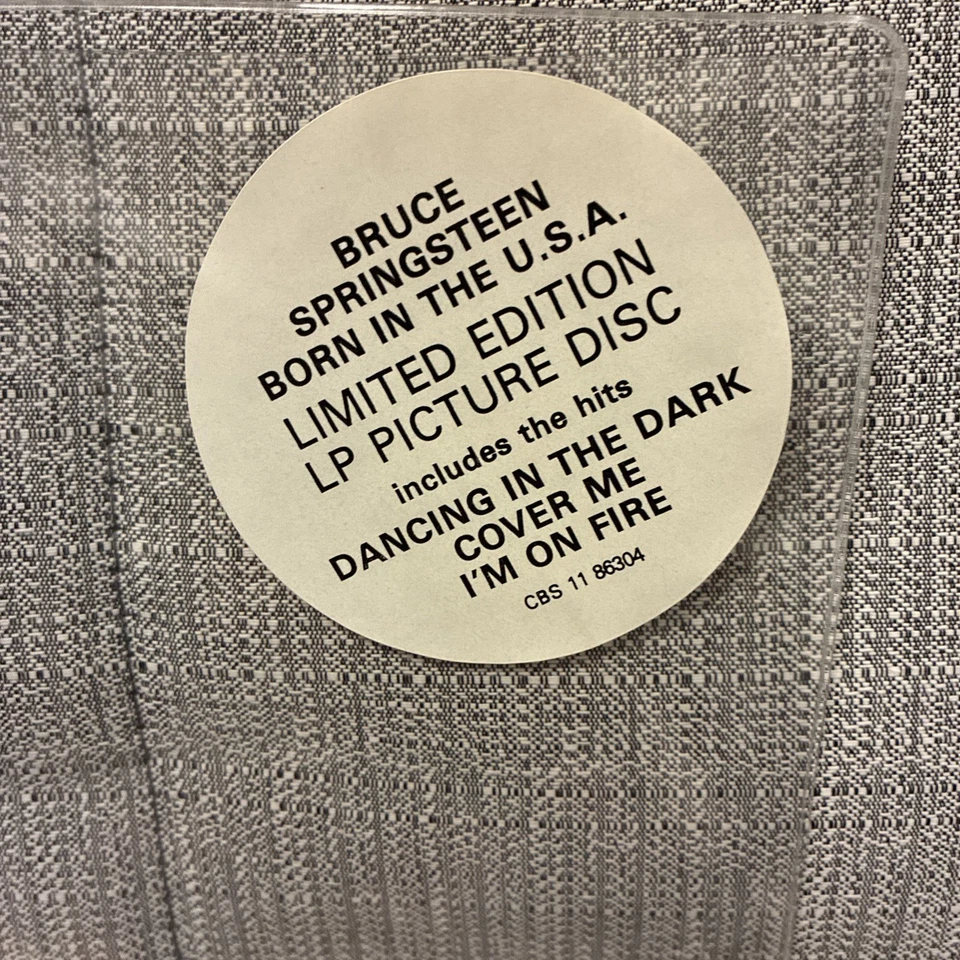 BRUCE
SPRINGSTEEN
BORN IN THE U.S.A.
LIMITED EDITION
LP PICTURE DISC
includes the hits
DANCING IN THE DARK
COVER ME
I'M ON FIRE
CBS 11 86304